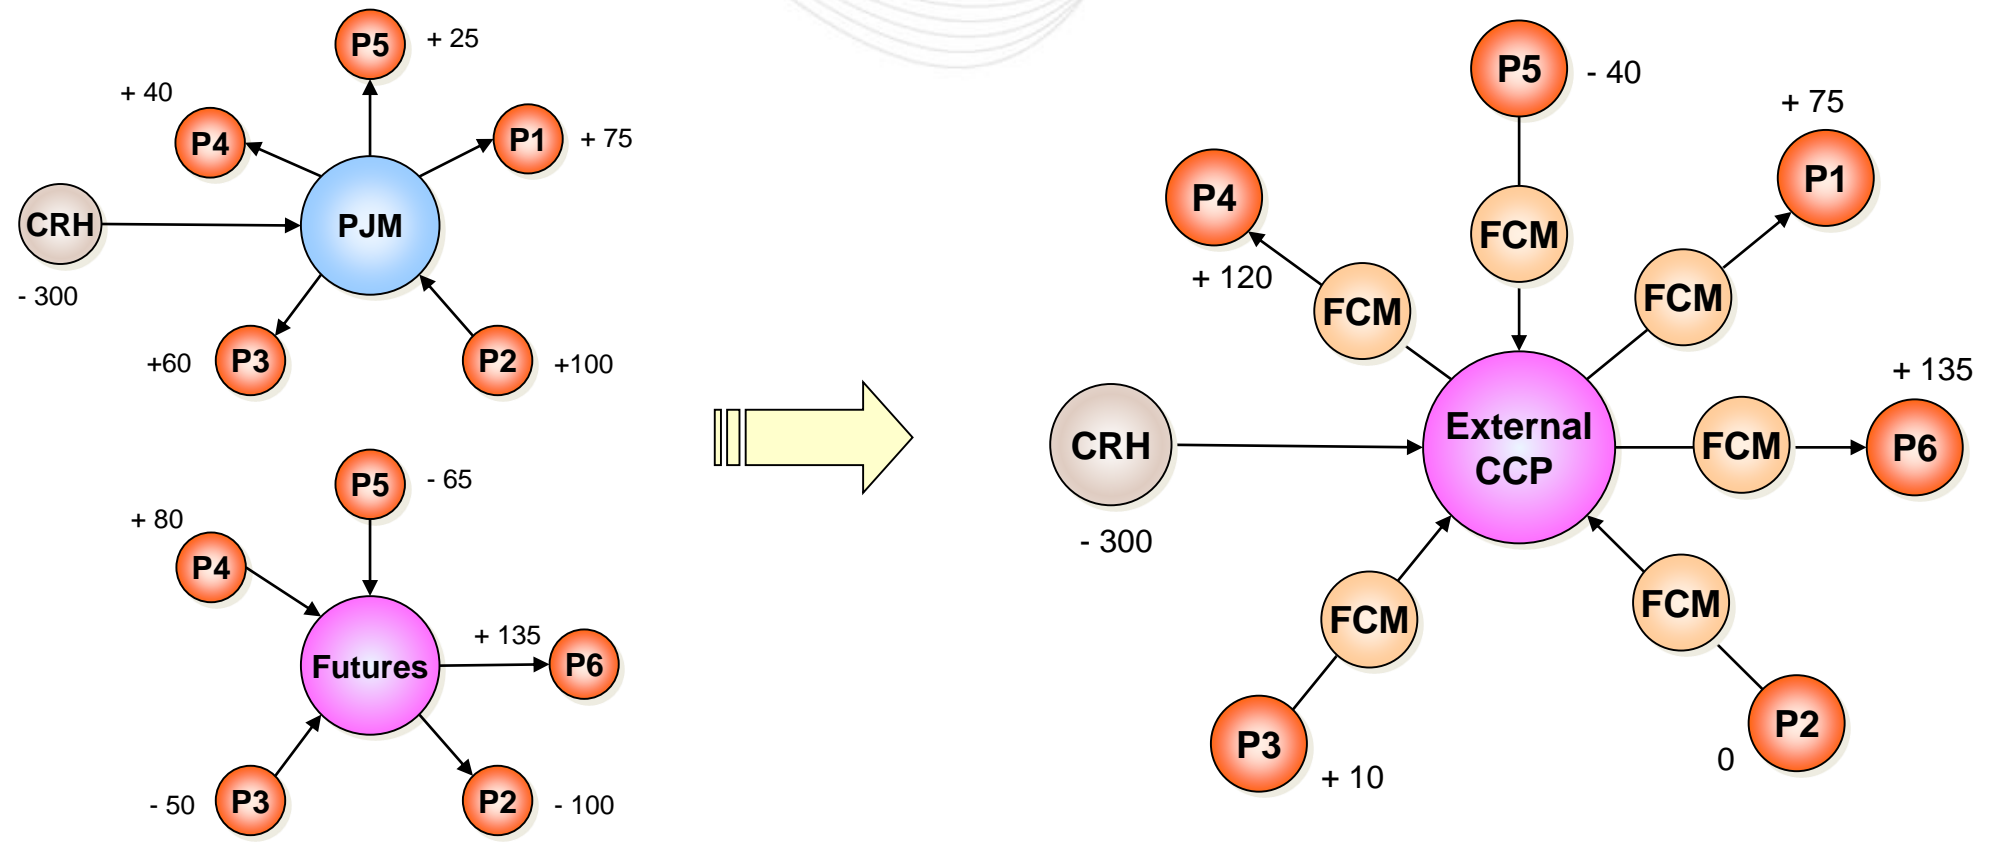 P5
+ 25
+ 40
P4
P1
+ 75
CRH
PJM
- 300
+60
P3
P2
+100
P5
- 65
+ 80
P4
+ 135
Futures
P6
- 50
P3
P2
- 100
P5
- 40
+ 75
P4
P1
FCM
+ 120
FCM
FCM
+ 135
CRH
External
CCP
FCM
P6
- 300
FCM
FCM
P3
P2
+ 10
0